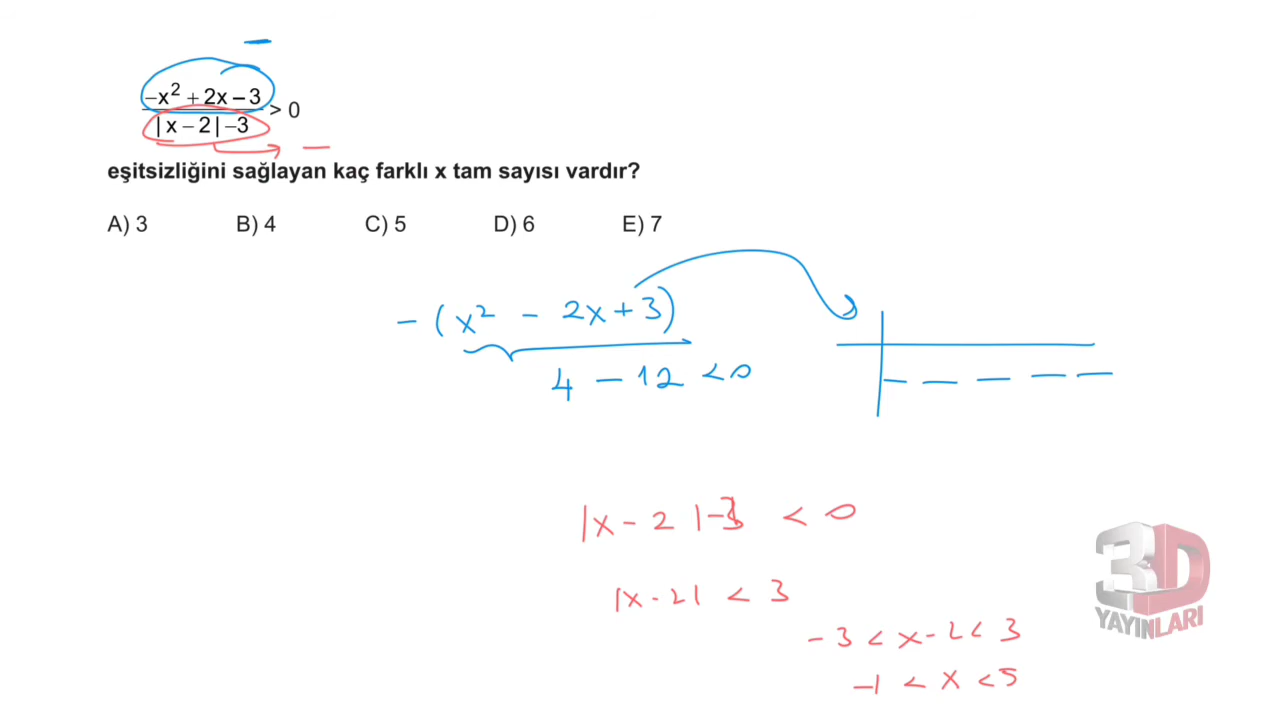 −
−x² + 2x − 3
> 0
|x − 2| −3
−
eşitsizliğini sağlayan kaç farklı x tam sayısı vardır?
A) 3 B) 4 C) 5 D) 6 E) 7
− (x² − 2x + 3)
4 − 12 < 0
− − − − −
|x − 2| −3 < 0
|x - 2| < 3
- 3 < x - 2 < 3
-1 < x < 5
3D
YAYINLARI